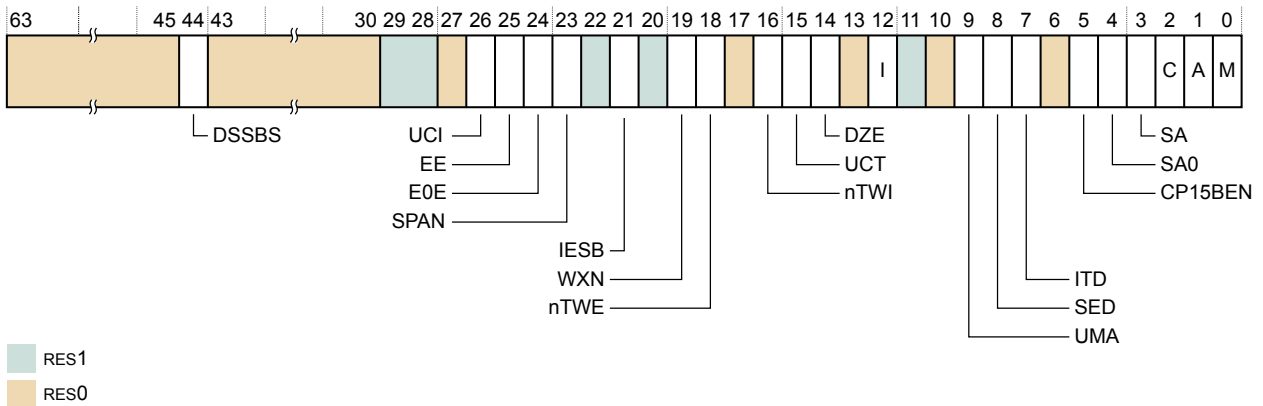 63 45 44 43 30 29 28 27 26 25 24 23 22 21 20 19 18 17 16 15 14 13 12 11 10 9 8 7 6 5 4 3 2 1 0
I C A M
DSSBS UCI DZE SA
EE UCT SA0
E0E nTWI CP15BEN
SPAN
IESB
WXN ITD
nTWE SED
UMA
RES1
RES0